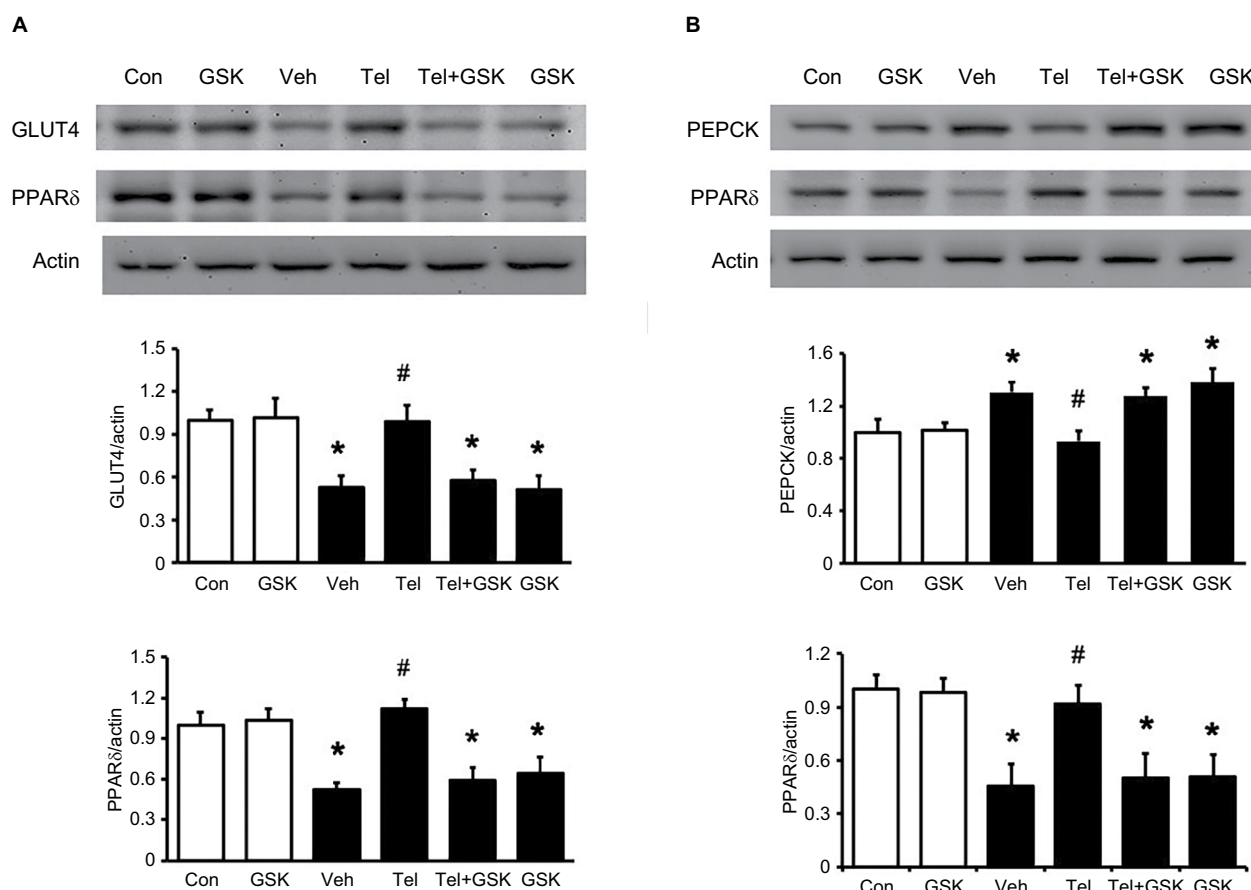 A
Con GSK Veh Tel Tel+GSK GSK
GLUT4
PPARδ
Actin
1.5
1.2
0.9
0.6
0.3
0
GLUT4/actin
* # * *
Con GSK Veh Tel Tel+GSK GSK
1.5
1.2
0.9
0.6
0.3
0
PPARδ/actin
* # * *
Con GSK Veh Tel Tel+GSK GSK
B
Con GSK Veh Tel Tel+GSK GSK
PEPCK
PPARδ
Actin
1.6
1.2
0.8
0.4
0
PEPCK/actin
* # * *
Con GSK Veh Tel Tel+GSK GSK
1.2
0.9
0.6
0.3
0
PPARδ/actin
* # * *
Con GSK Veh Tel Tel+GSK GSK